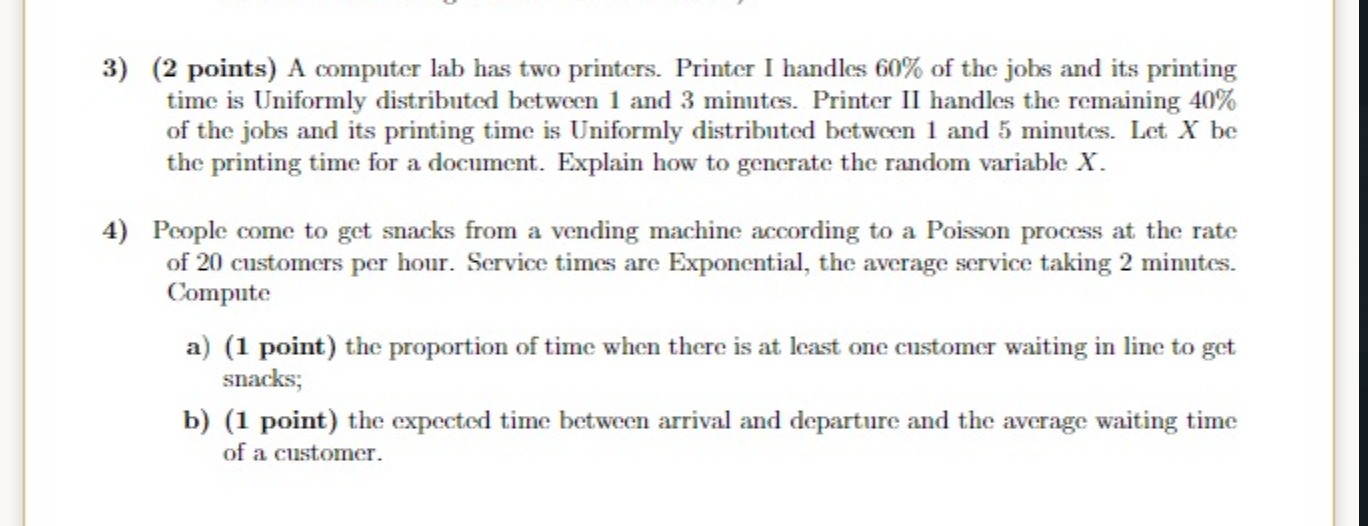 3) (2 points) A computer lab has two printers. Printer I handles 60% of the jobs and its printing
time is Uniformly distributed between 1 and 3 minutes. Printer II handles the remaining 40%
of the jobs and its printing time is Uniformly distributed between 1 and 5 minutes. Let X be
the printing time for a document. Explain how to generate the random variable X.
4) People come to get snacks from a vending machine according to a Poisson process at the rate
of 20 customers per hour. Service times are Exponential, the average service taking 2 minutes.
Compute
a) (1 point) the proportion of time when there is at least one customer waiting in line to get
snacks;
b) (1 point) the expected time between arrival and departure and the average waiting time
of a customer.